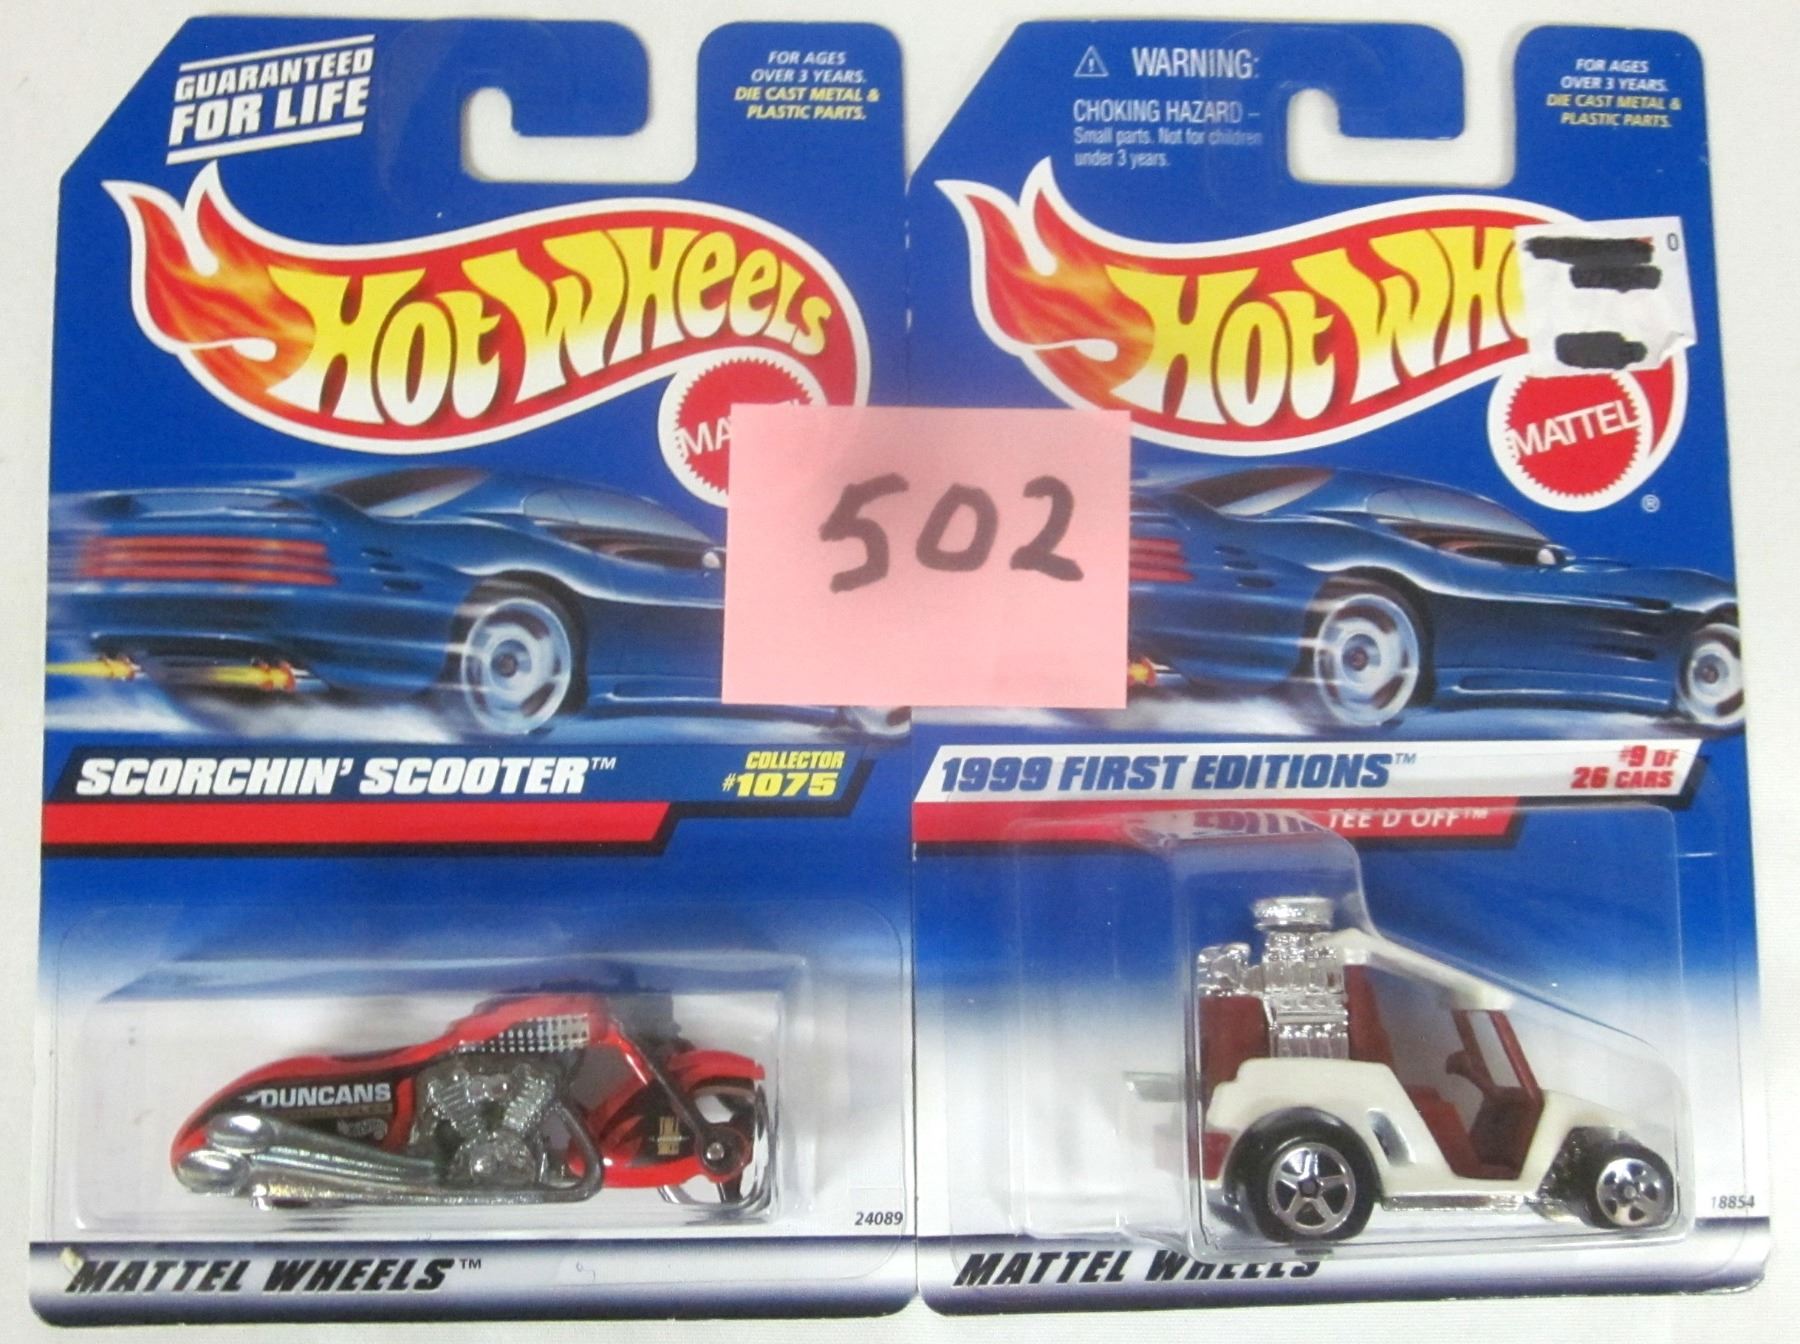 GUARANTEED
FOR LIFE
FOR AGES
OVER 3 YEARS.
DIE CAST METAL &
PLASTIC PARTS.
HOT WHEELS
MA
SCORCHIN' SCOOTER™
COLLECTOR
#1075
DUNCANS
24089
MATTEL WHEELS™
502
WARNING:
CHOKING HAZARD –
Small parts. Not for children
under 3 years.
FOR AGES
OVER 3 YEARS.
DIE CAST METAL &
PLASTIC PARTS.
HOT WH
0
MATTEL
®
1999 FIRST EDITIONS™
#9 OF
26 CARS
TEE'D OFF™
18854
MATTEL WHEELS